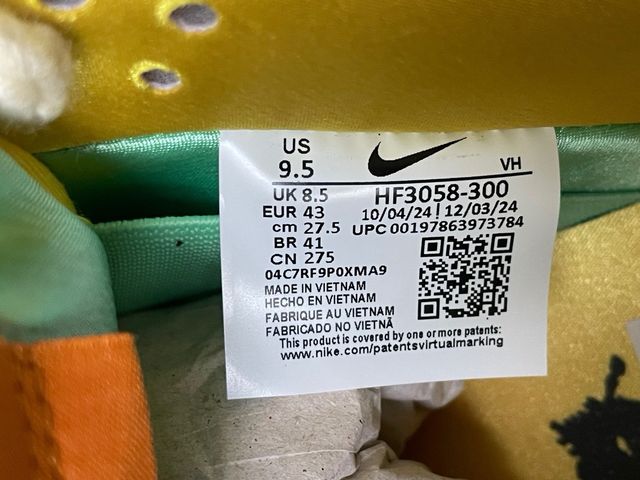 US
9.5
VH
UK 8.5
HF3058-300
EUR 43
10/04/24 | 12/03/24
cm 27.5
UPC 00197863973784
BR 41
CN 275
04C7RF9P0XMA9
MADE IN VIETNAM
HECHO EN VIETNAM
FABRIQUE AU VIETNAM
FABRICADO NO VIETNÃ
This product is covered by one or more patents:
www.nike.com/patentsvirtualmarking